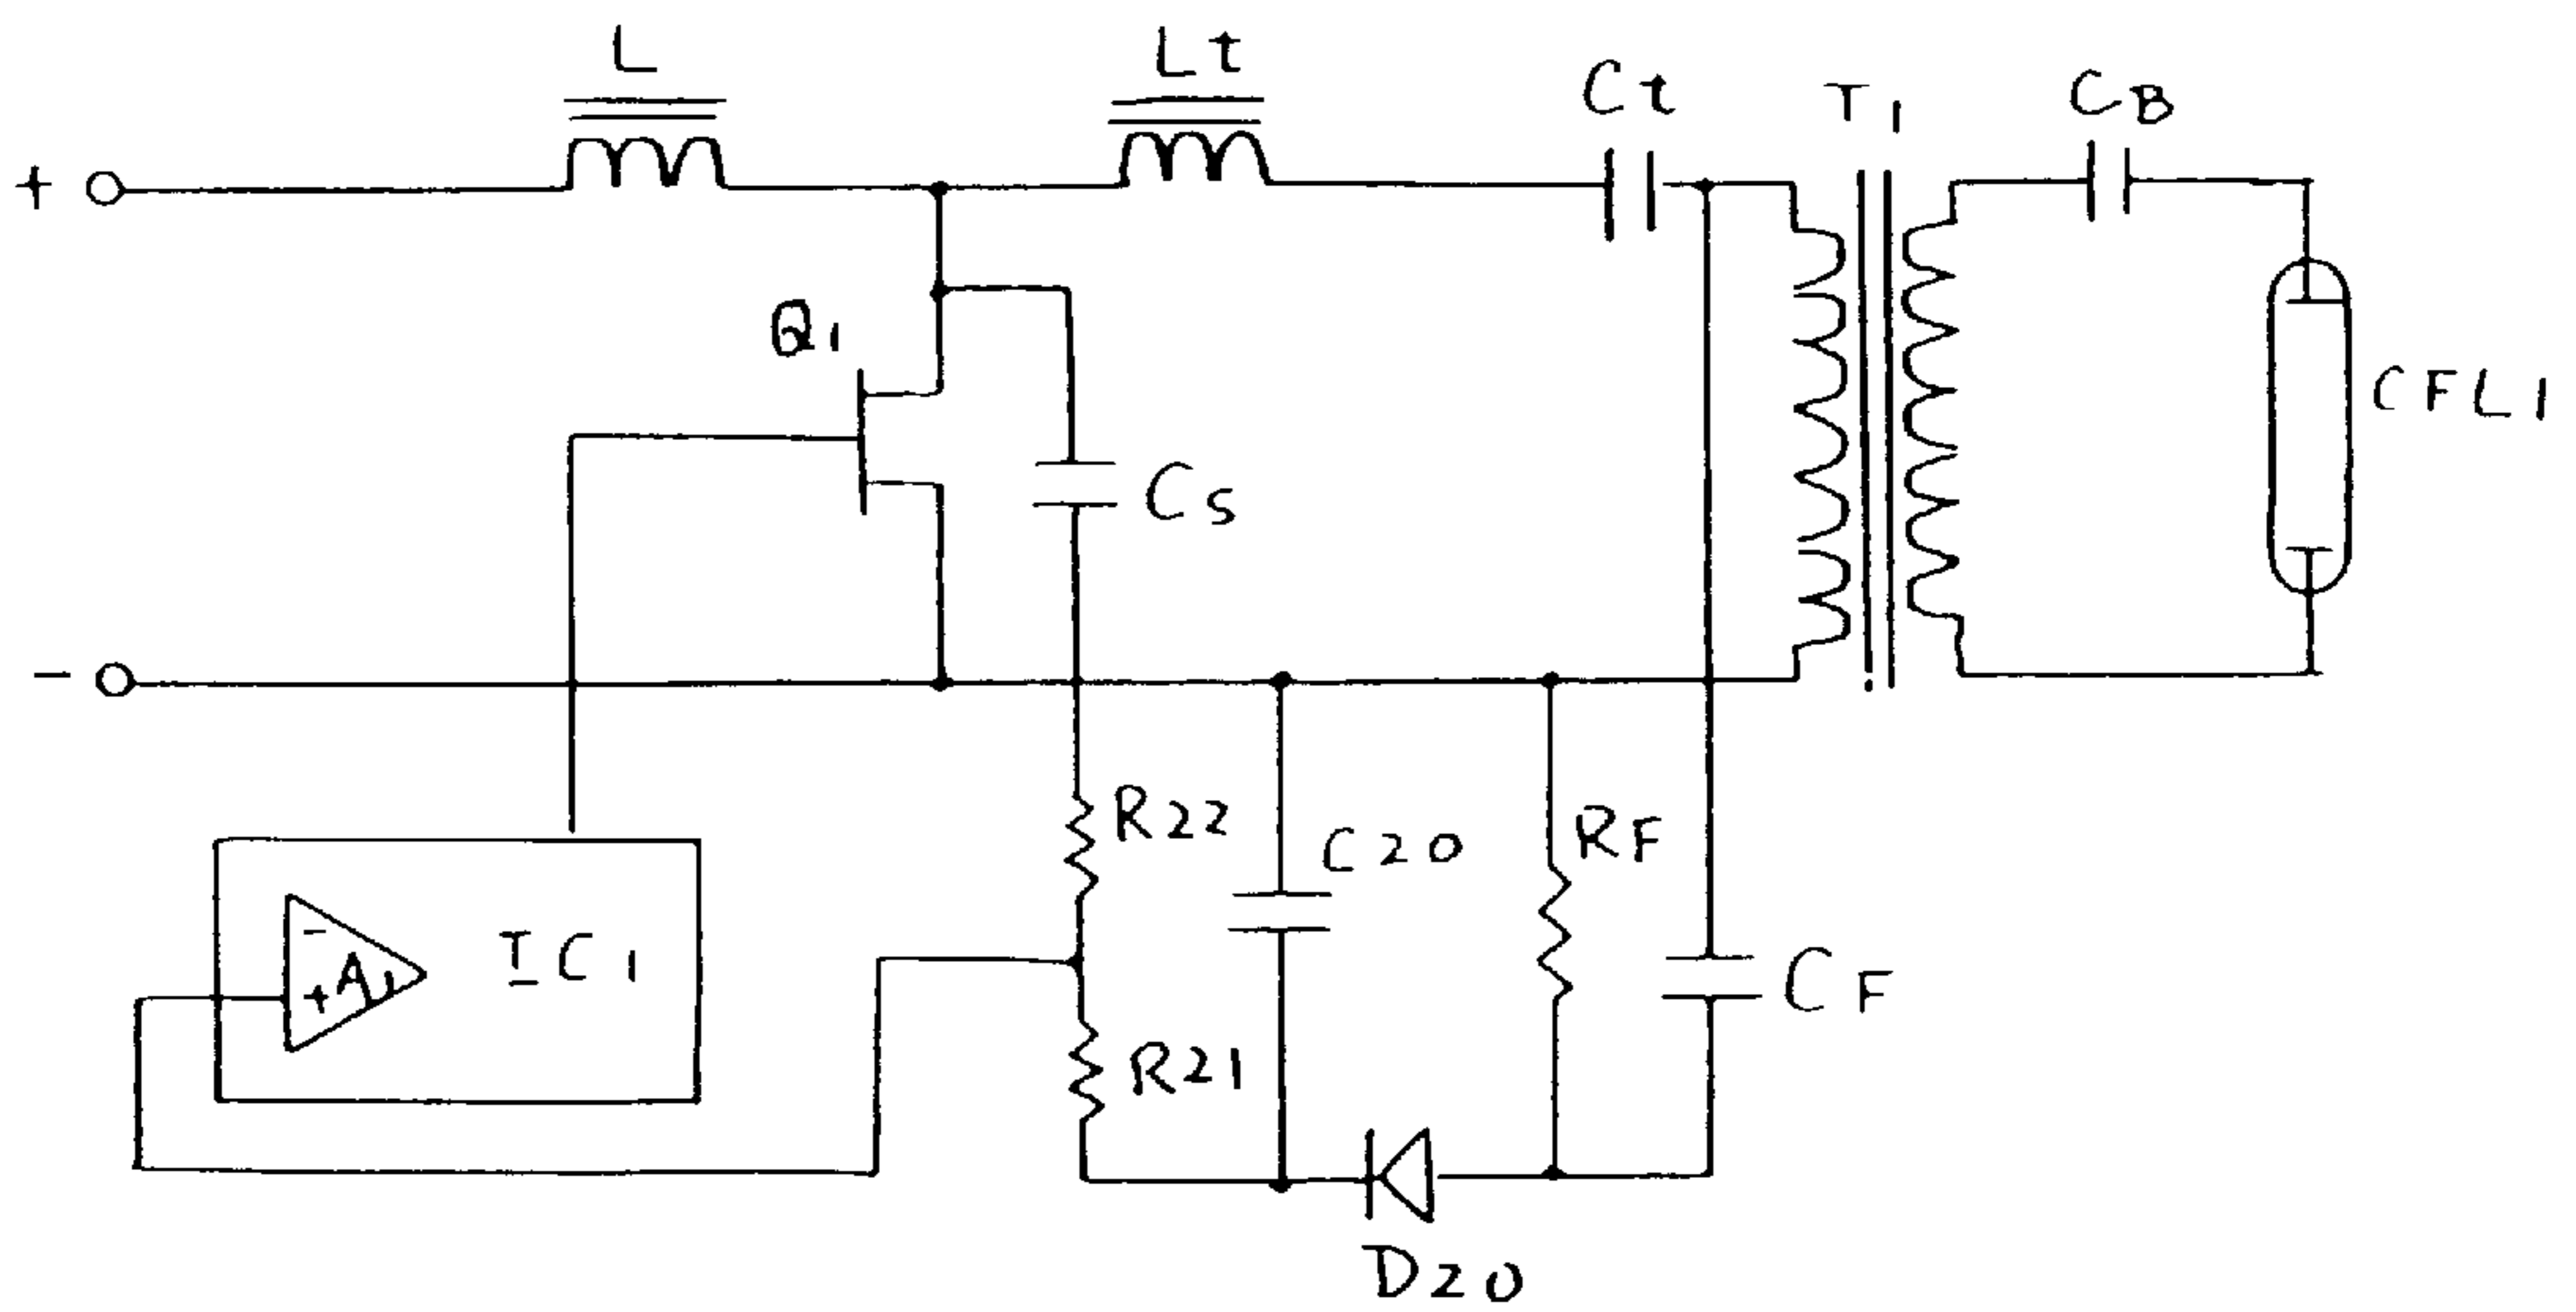 L
Lt
Ct
T1
CB
+
Q1
CS
CFL1
-
R22
C20
RF
-
+ A1
IC1
CF
R21
D20